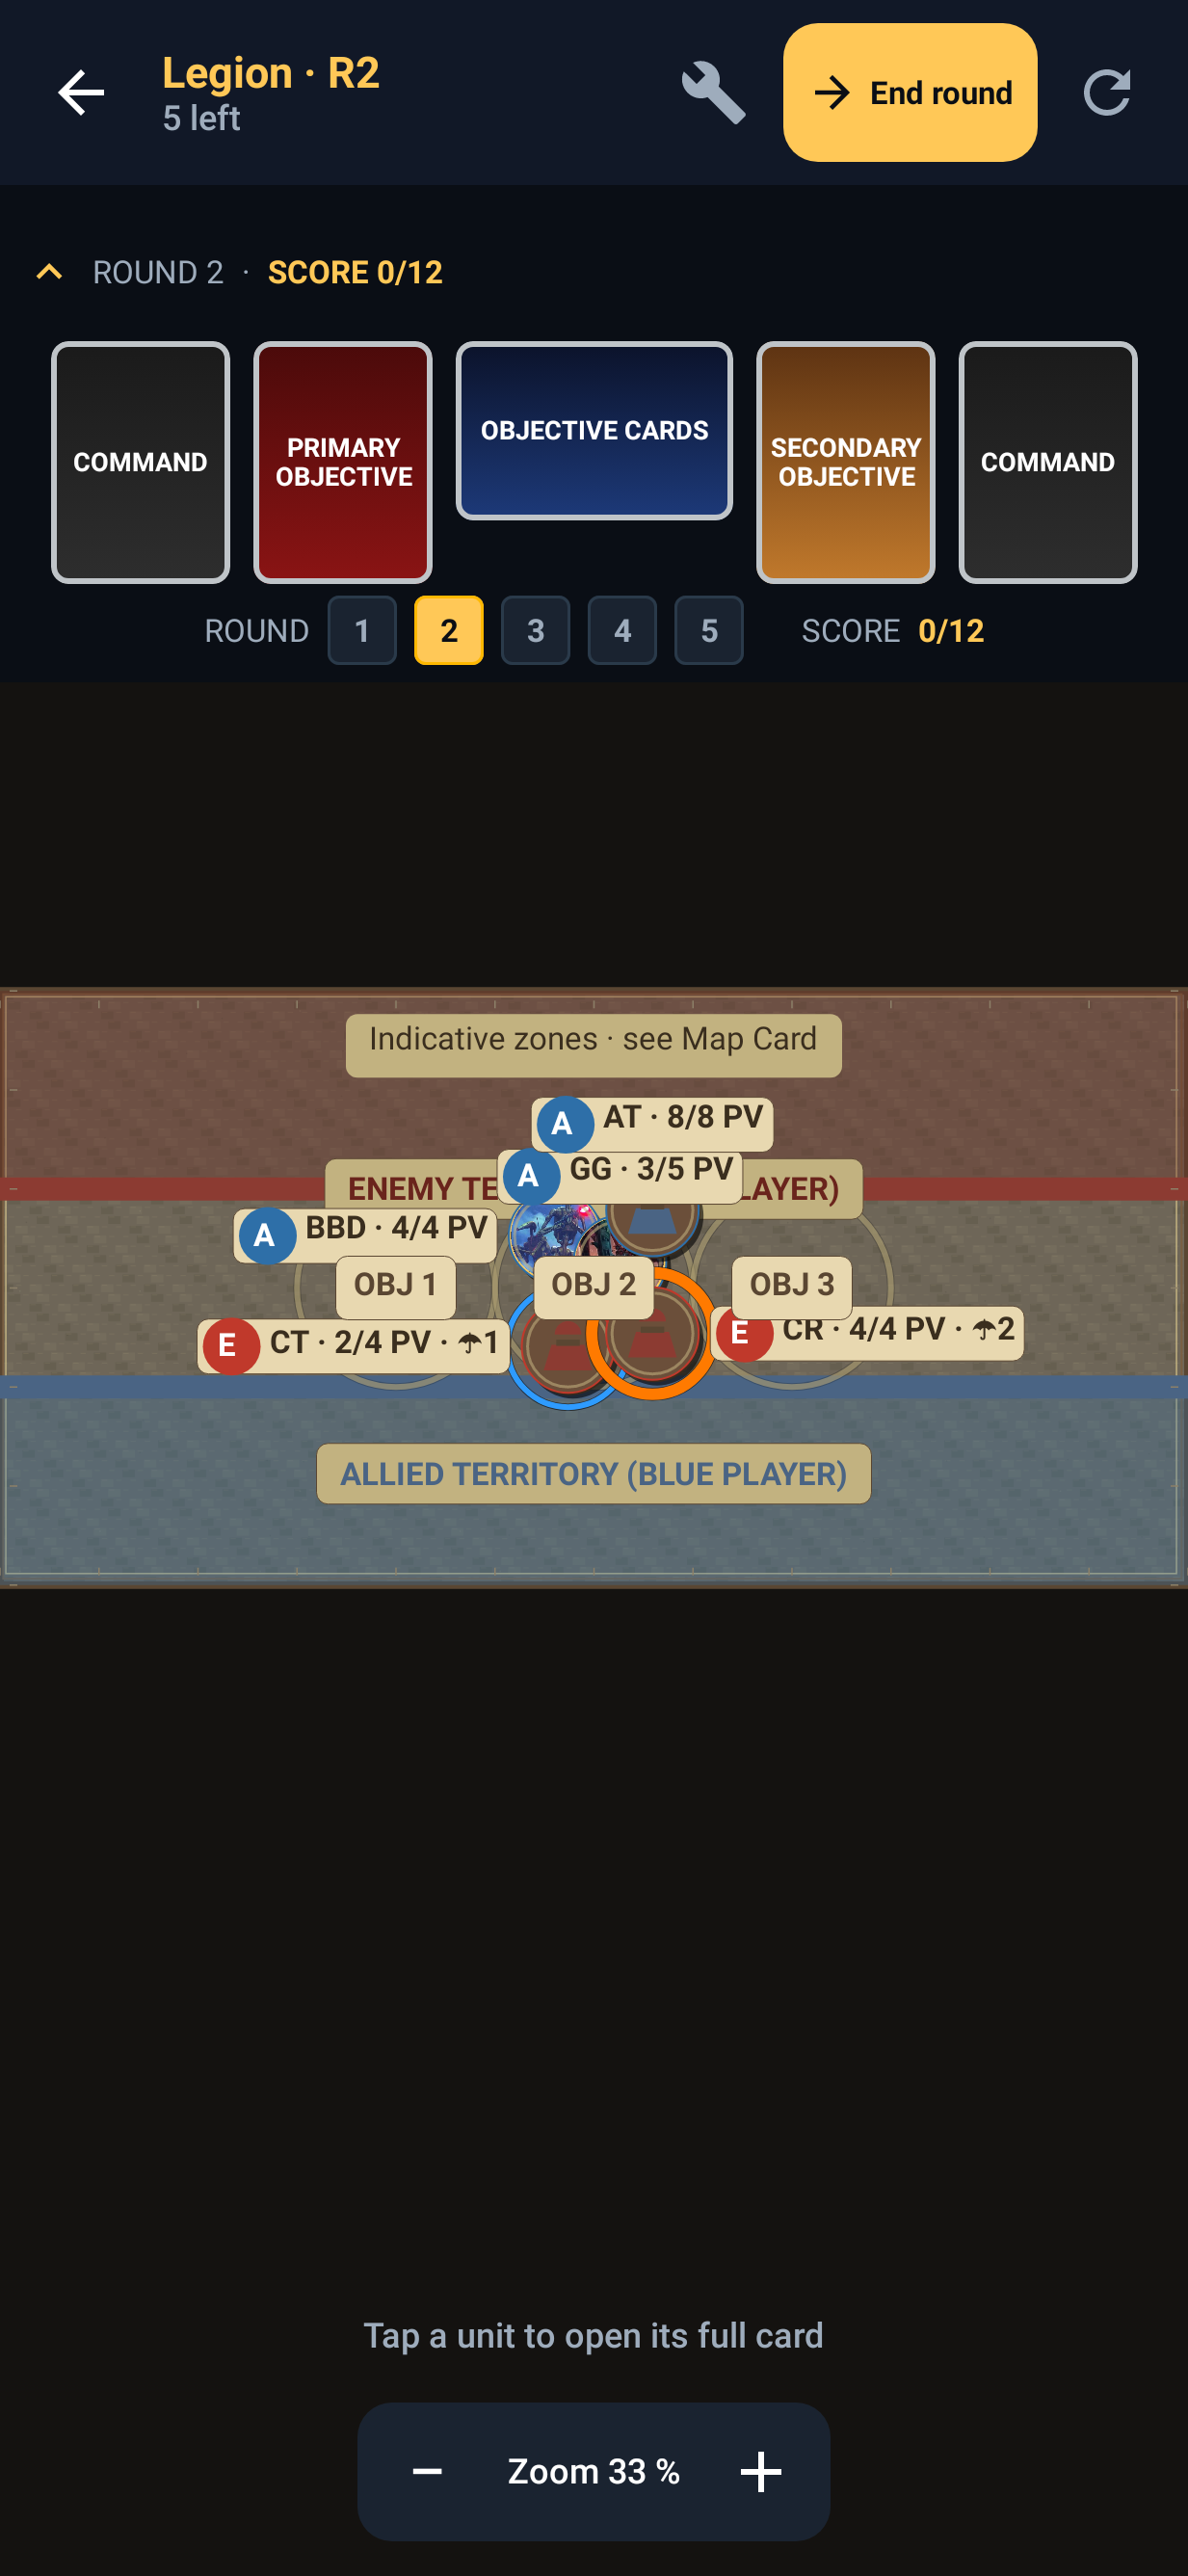 Legion · R2
5 left
End round
ROUND 2 · SCORE 0/12
COMMAND
PRIMARY
OBJECTIVE
OBJECTIVE CARDS
SECONDARY
OBJECTIVE
COMMAND
ROUND 1 2 3 4 5 SCORE 0/12
Indicative zones · see Map Card
A AT · 8/8 PV
A GG · 3/5 PV
ENEMY TE
LAYER)
A BBD · 4/4 PV
OBJ 1
OBJ 2
OBJ 3
E CT · 2/4 PV · ☂1
E CR · 4/4 PV · ☂2
ALLIED TERRITORY (BLUE PLAYER)
Tap a unit to open its full card
− Zoom 33 % +